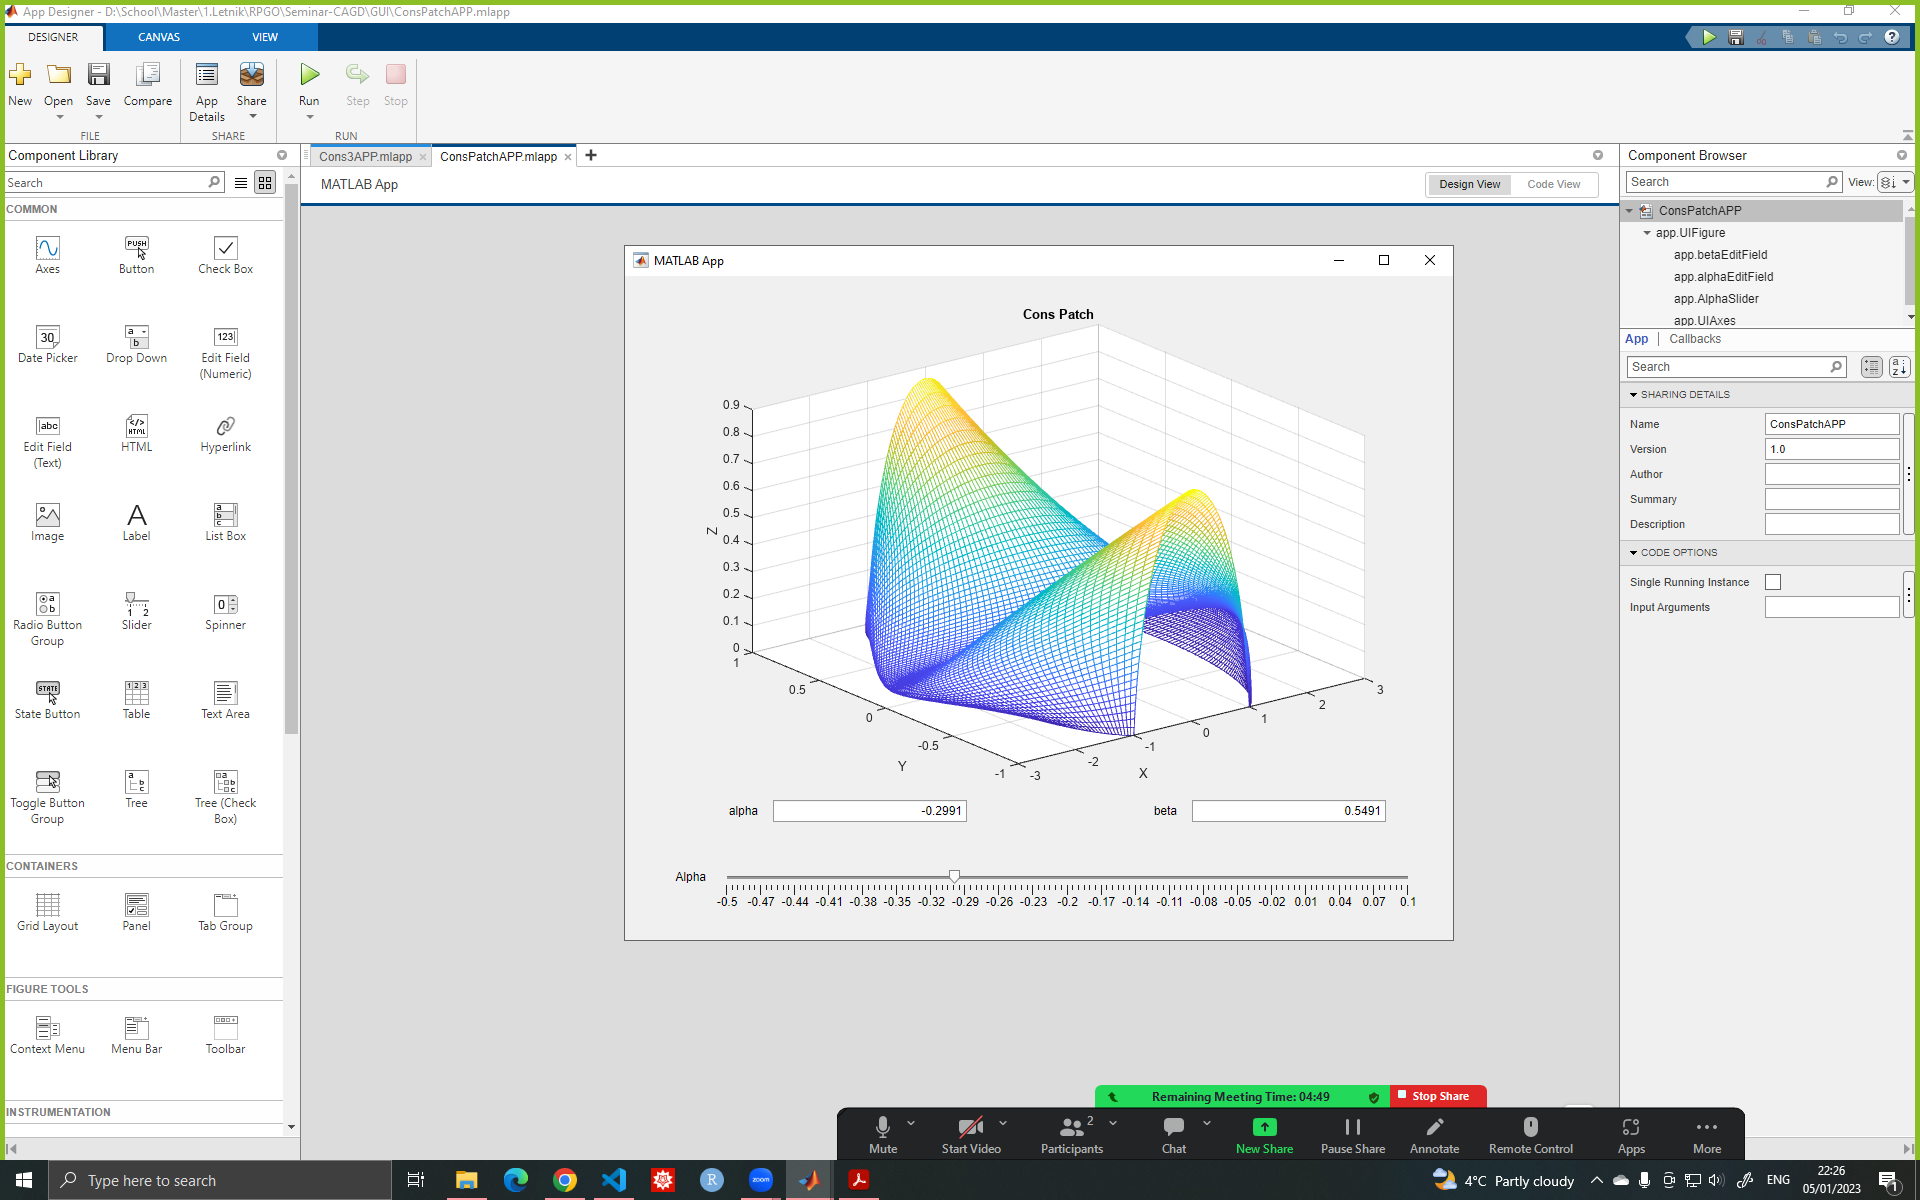 App Designer - D:\School\Master\1.Letnik\RPGO\Seminar-CAGD\GUI\ConsPatchAPP.mlapp
DESIGNER CANVAS VIEW
New Open Save Compare App Details Share Run Step Stop
FILE SHARE RUN
Component Library
Search
COMMON
Axes Button Check Box
Date Picker Drop Down Edit Field (Numeric)
Edit Field (Text) HTML Hyperlink
Image Label List Box
Radio Button Group Slider Spinner
State Button Table Text Area
Toggle Button Group Tree Tree (Check Box)
CONTAINERS
Grid Layout Panel Tab Group
FIGURE TOOLS
Context Menu Menu Bar Toolbar
INSTRUMENTATION
Cons3APP.mlapp ConsPatchAPP.mlapp
MATLAB App
Design View Code View
MATLAB App
Cons Patch
0.9
0.8
0.7
0.6
0.5
0.4
0.3
0.2
0.1
0
Z
1
0.5
0
-0.5
-1
Y
-3
-2
-1
0
1
2
3
X
alpha -0.2991
beta 0.5491
Alpha
-0.5 -0.47 -0.44 -0.41 -0.38 -0.35 -0.32 -0.29 -0.26 -0.23 -0.2 -0.17 -0.14 -0.11 -0.08 -0.05 -0.02 0.01 0.04 0.07 0.1
Component Browser
Search View:
ConsPatchAPP
app.UIFigure
app.betaEditField
app.alphaEditField
app.AlphaSlider
app.UIAxes
App | Callbacks
Search
SHARING DETAILS
Name ConsPatchAPP
Version 1.0
Author
Summary
Description
CODE OPTIONS
Single Running Instance
Input Arguments
Remaining Meeting Time: 04:49 Stop Share
Mute Start Video Participants 2 Chat New Share Pause Share Annotate Remote Control Apps More
Type here to search
zoom
4°C Partly cloudy
ENG
22:26
05/01/2023
1